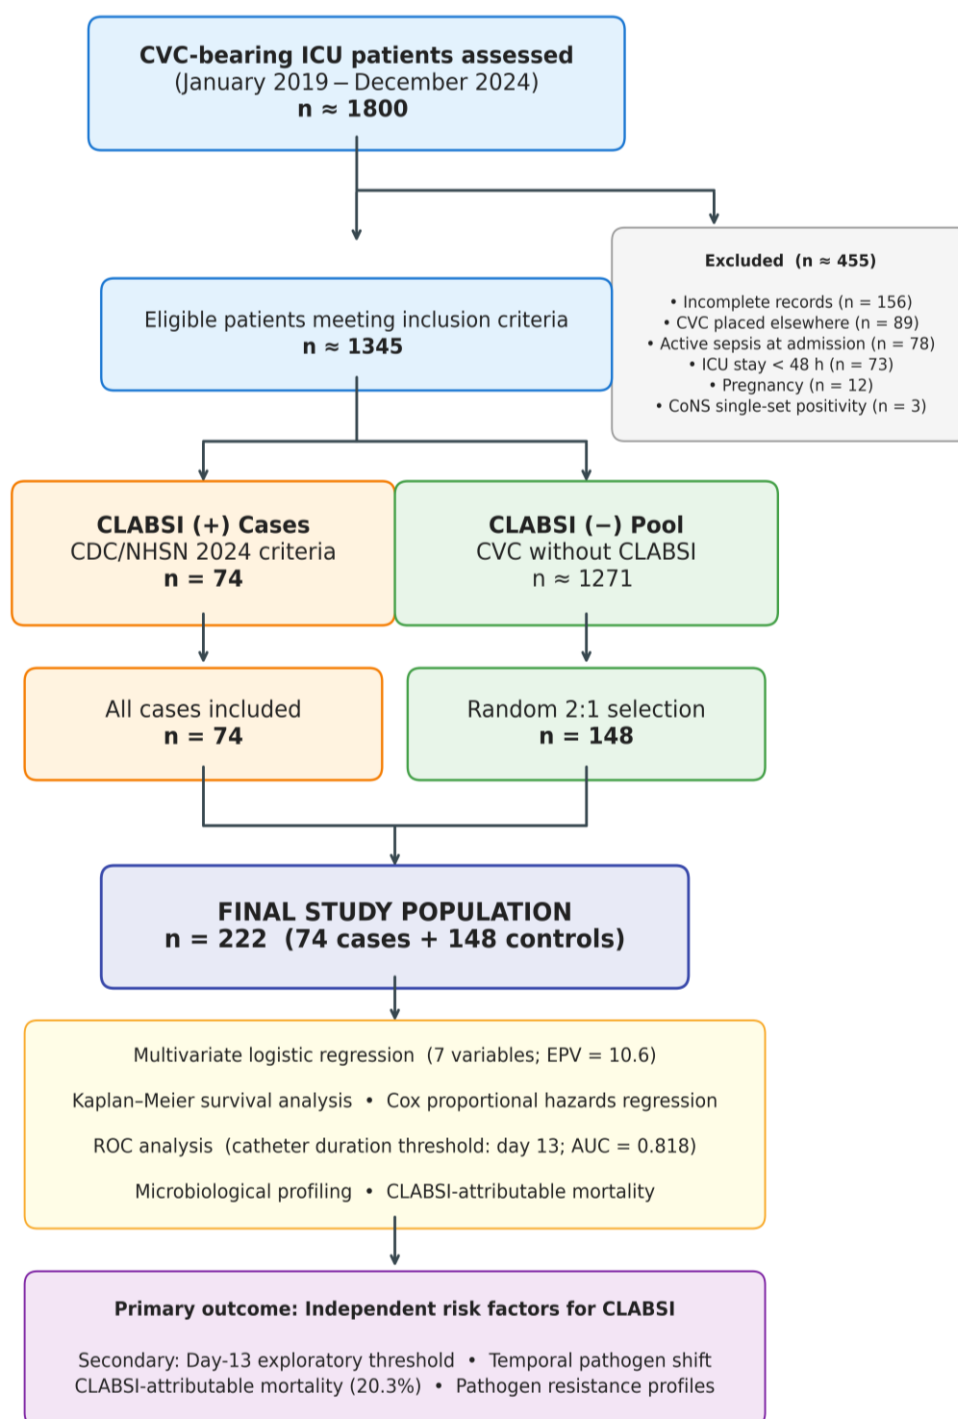 CVC-bearing ICU patients assessed
(January 2019 – December 2024)
n ≈ 1800
Excluded (n ≈ 455)
• Incomplete records (n = 156)
• CVC placed elsewhere (n = 89)
• Active sepsis at admission (n = 78)
• ICU stay < 48 h (n = 73)
• Pregnancy (n = 12)
• CoNS single-set positivity (n = 3)
Eligible patients meeting inclusion criteria
n ≈ 1345
CLABSI (+) Cases
CDC/NHSN 2024 criteria
n = 74
CLABSI (−) Pool
CVC without CLABSI
n ≈ 1271
All cases included
n = 74
Random 2:1 selection
n = 148
FINAL STUDY POPULATION
n = 222 (74 cases + 148 controls)
Multivariate logistic regression (7 variables; EPV = 10.6)
Kaplan–Meier survival analysis • Cox proportional hazards regression
ROC analysis (catheter duration threshold: day 13; AUC = 0.818)
Microbiological profiling • CLABSI-attributable mortality
Primary outcome: Independent risk factors for CLABSI
Secondary: Day-13 exploratory threshold • Temporal pathogen shift
CLABSI-attributable mortality (20.3%) • Pathogen resistance profiles